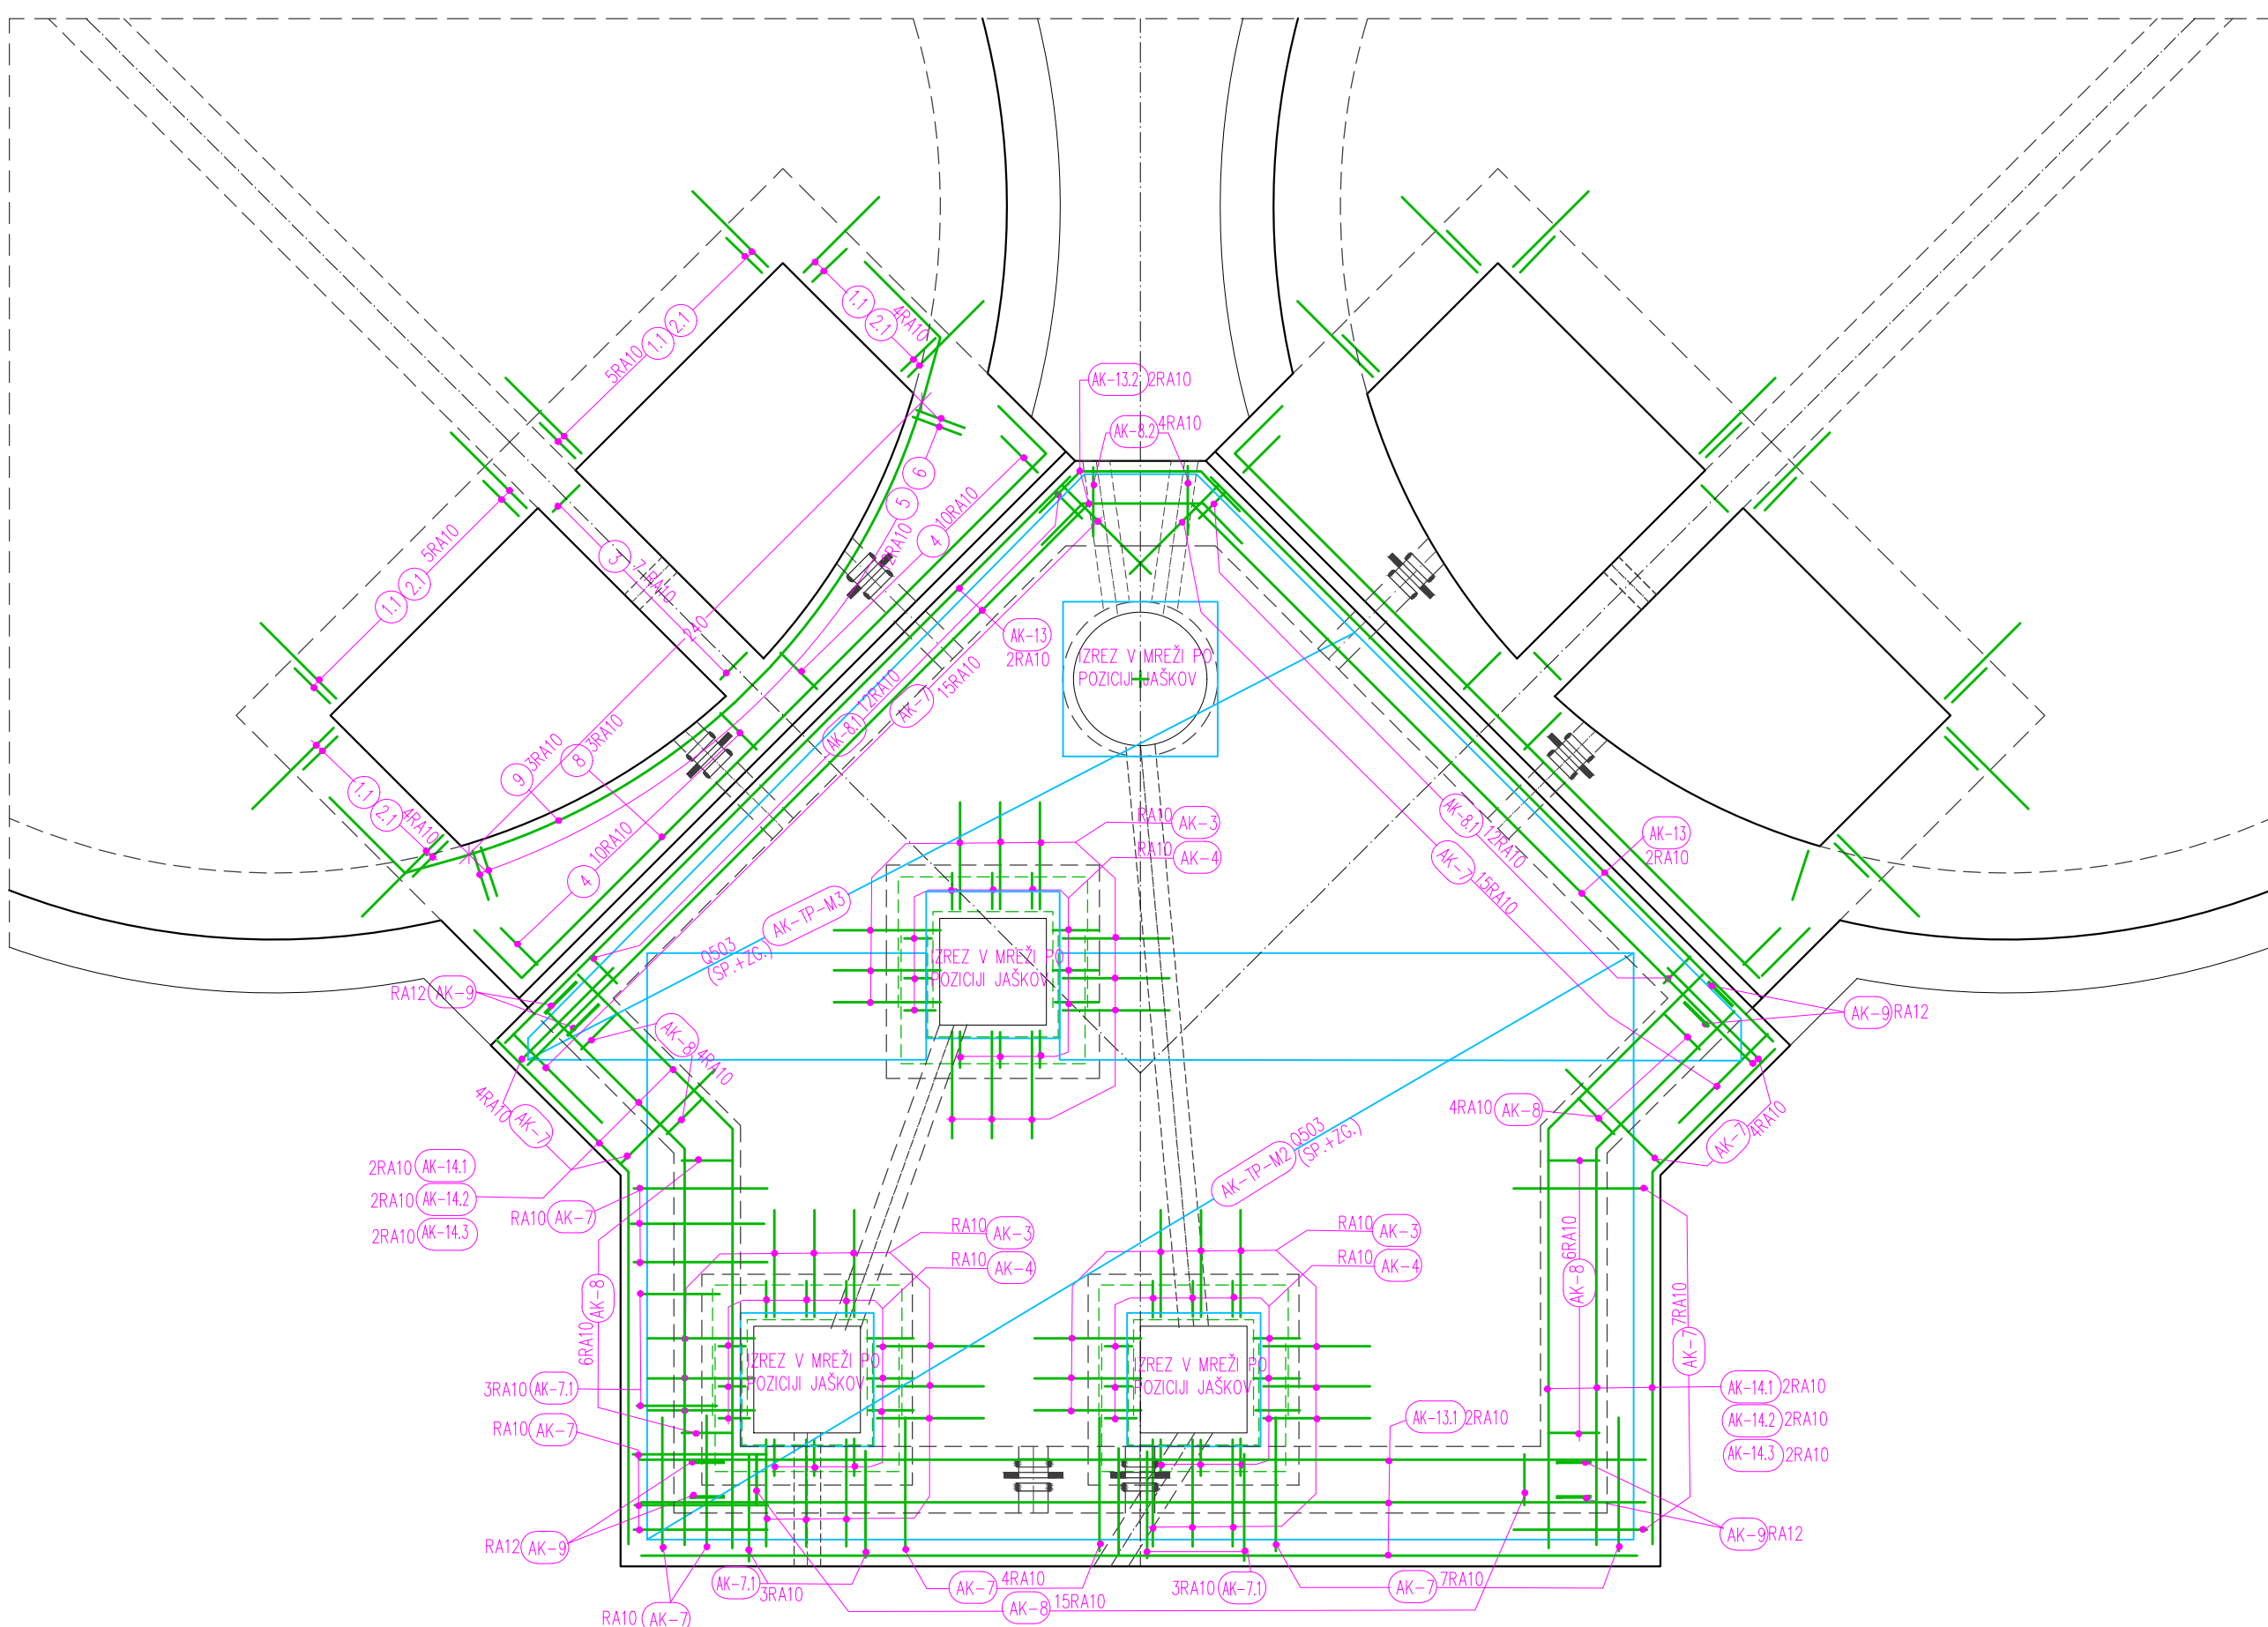 1.1
2.1
4RA10
5RA10
1.1
2.1
AK-13.2
2RA10
AK-8.2
4RA10
6
5
12RA10
10RA10
4
5RA10
1.1
2.1
3
7 RA10
240
AK-13
2RA10
IZREZ V MREŽI PO
POZICIJI JAŠKOV
AK-8.1
12RA10
AK-7
15RA10
9
3RA10
8
3RA10
1.1
2.1
4RA10
4
10RA10
AK-8.1
12RA10
AK-13
2RA10
AK-7
15RA10
RA10
AK-3
RA10
AK-4
AK-TP-M3
Q503
(SP.+ZG.)
IZREZ V MREŽI PO
POZICIJI JAŠKOV
RA12
AK-9
AK-9
RA12
AK-8
4RA10
4RA10
AK-7
4RA10
AK-8
AK-7
4RA10
2RA10
AK-14.1
2RA10
AK-14.2
2RA10
AK-14.3
RA10
AK-7
AK-TP-M2
Q503
(SP.+ZG.)
RA10
AK-3
RA10
AK-4
RA10
AK-3
RA10
AK-4
6RA10
AK-8
AK-8
6RA10
7RA10
AK-7
IZREZ V MREŽI PO
POZICIJI JAŠKOV
IZREZ V MREŽI PO
POZICIJI JAŠKOV
3RA10
AK-7.1
RA10
AK-7
AK-13.1
2RA10
AK-14.1
2RA10
AK-14.2
2RA10
AK-14.3
2RA10
RA12
AK-9
AK-9
RA12
AK-7.1
3RA10
AK-7
4RA10
3RA10
AK-7.1
AK-7
7RA10
AK-8
15RA10
RA10
AK-7